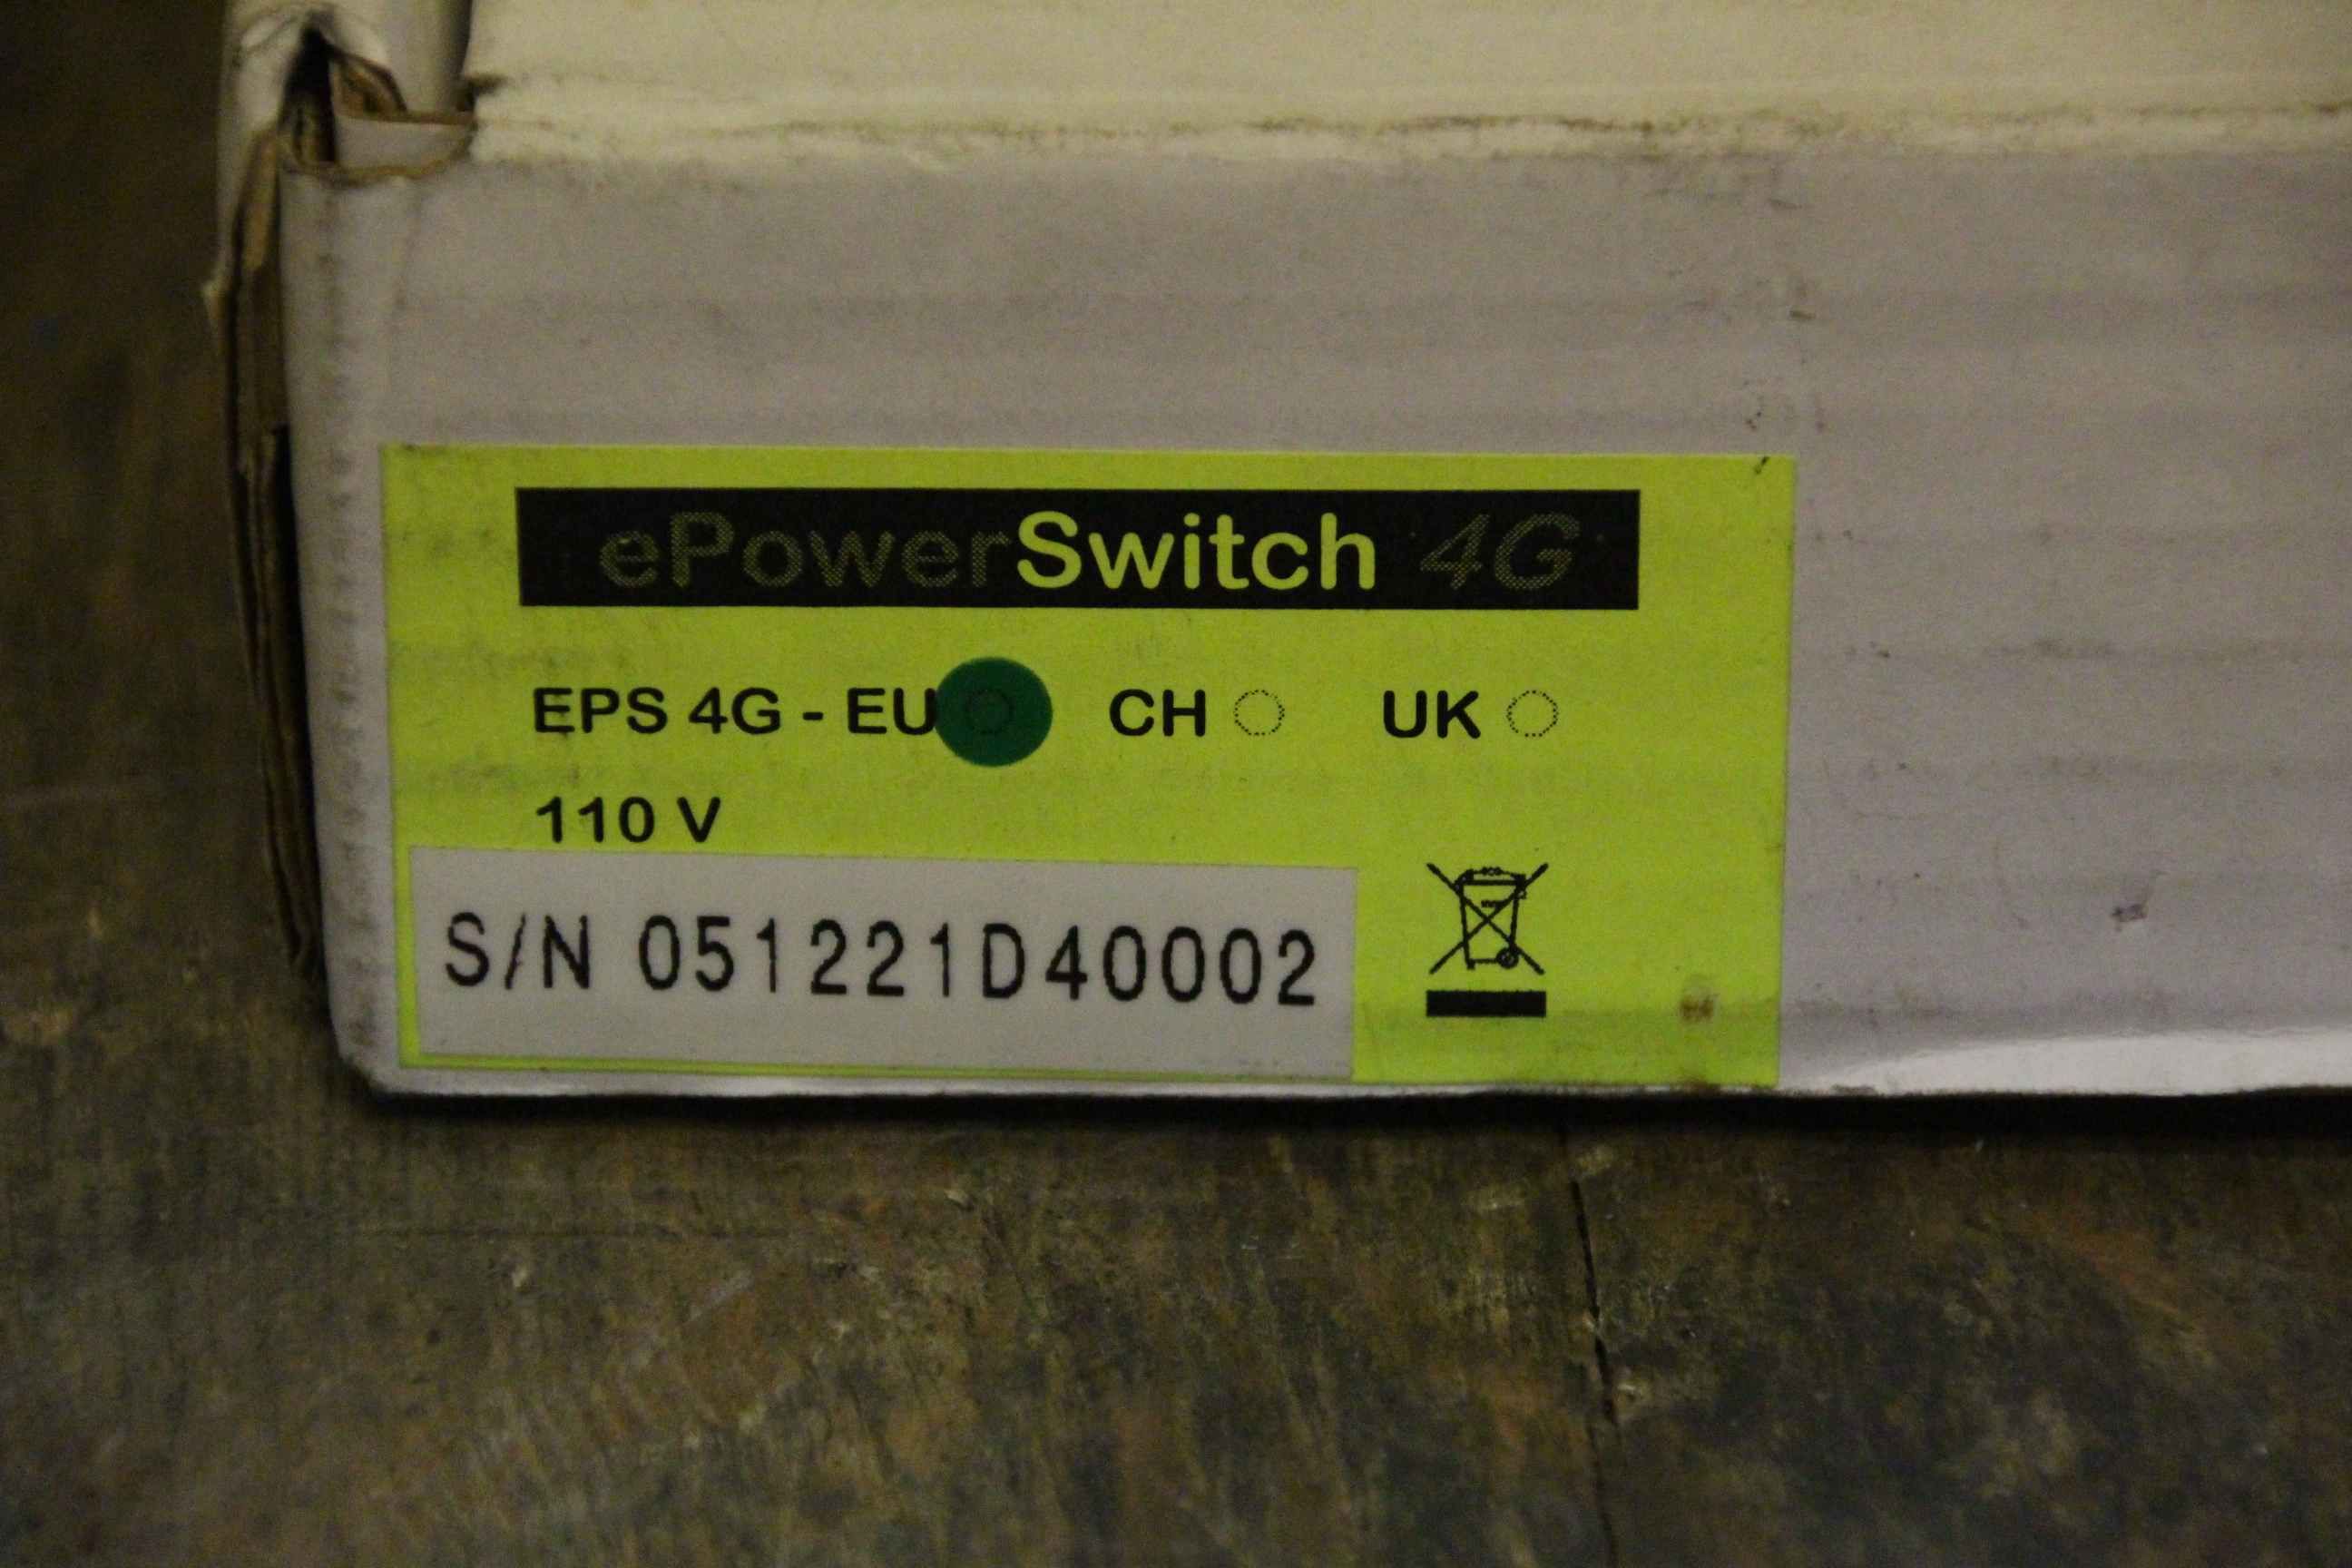 ePowerSwitch 4G
EPS 4G - EU CH UK
110 V
S/N 051221D40002